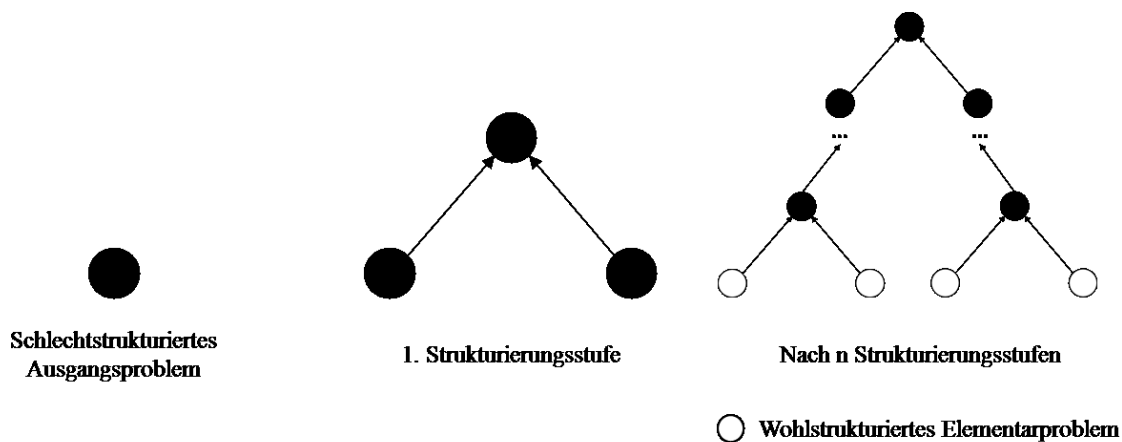 ...
...
Schlechtstrukturiertes
Ausgangsproblem
1. Strukturierungsstufe
Nach n Strukturierungsstufen
Wohlstrukturiertes Elementarproblem